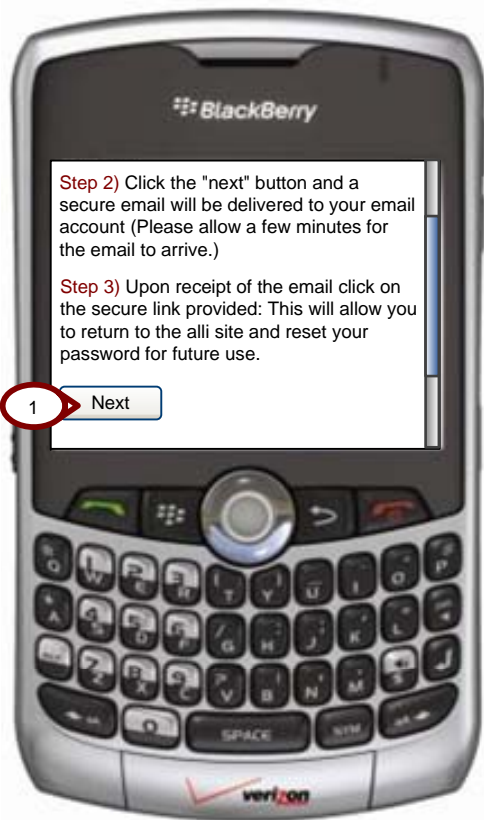 BlackBerry
Step 2) Click the "next" button and a
secure email will be delivered to your email
account (Please allow a few minutes for
the email to arrive.)
Step 3) Upon receipt of the email click on
the secure link provided: This will allow you
to return to the alli site and reset your
password for future use.
1
Next
Q W E R T Y U I O P
A S D F G H J K L
Z X C V B N M $
0 SPACE SYM
verizon